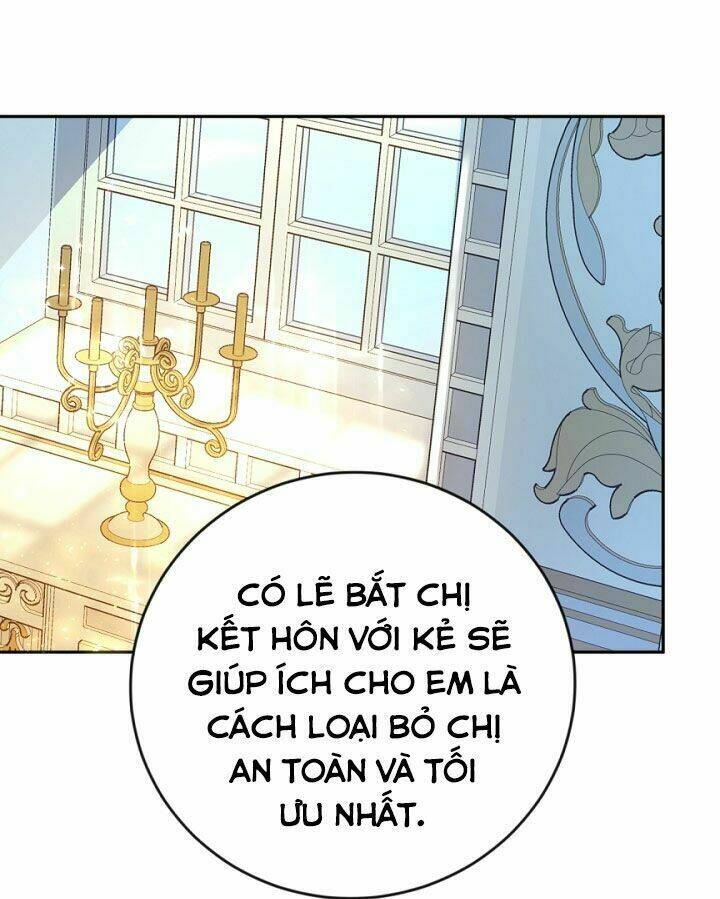 CÓ LẼ BẮT CHỊ
KẾT HÔN VỚI KẺ SẼ
GIÚP ÍCH CHO EM LÀ
CÁCH LOẠI BỎ CHỊ
AN TOÀN VÀ TỐI
ƯU NHẤT.